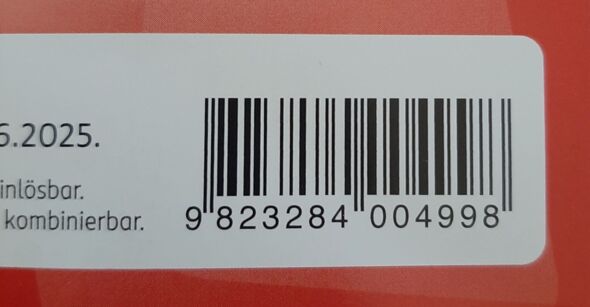 6.2025.
inlösbar.
kombinierbar.
9 823284 004998